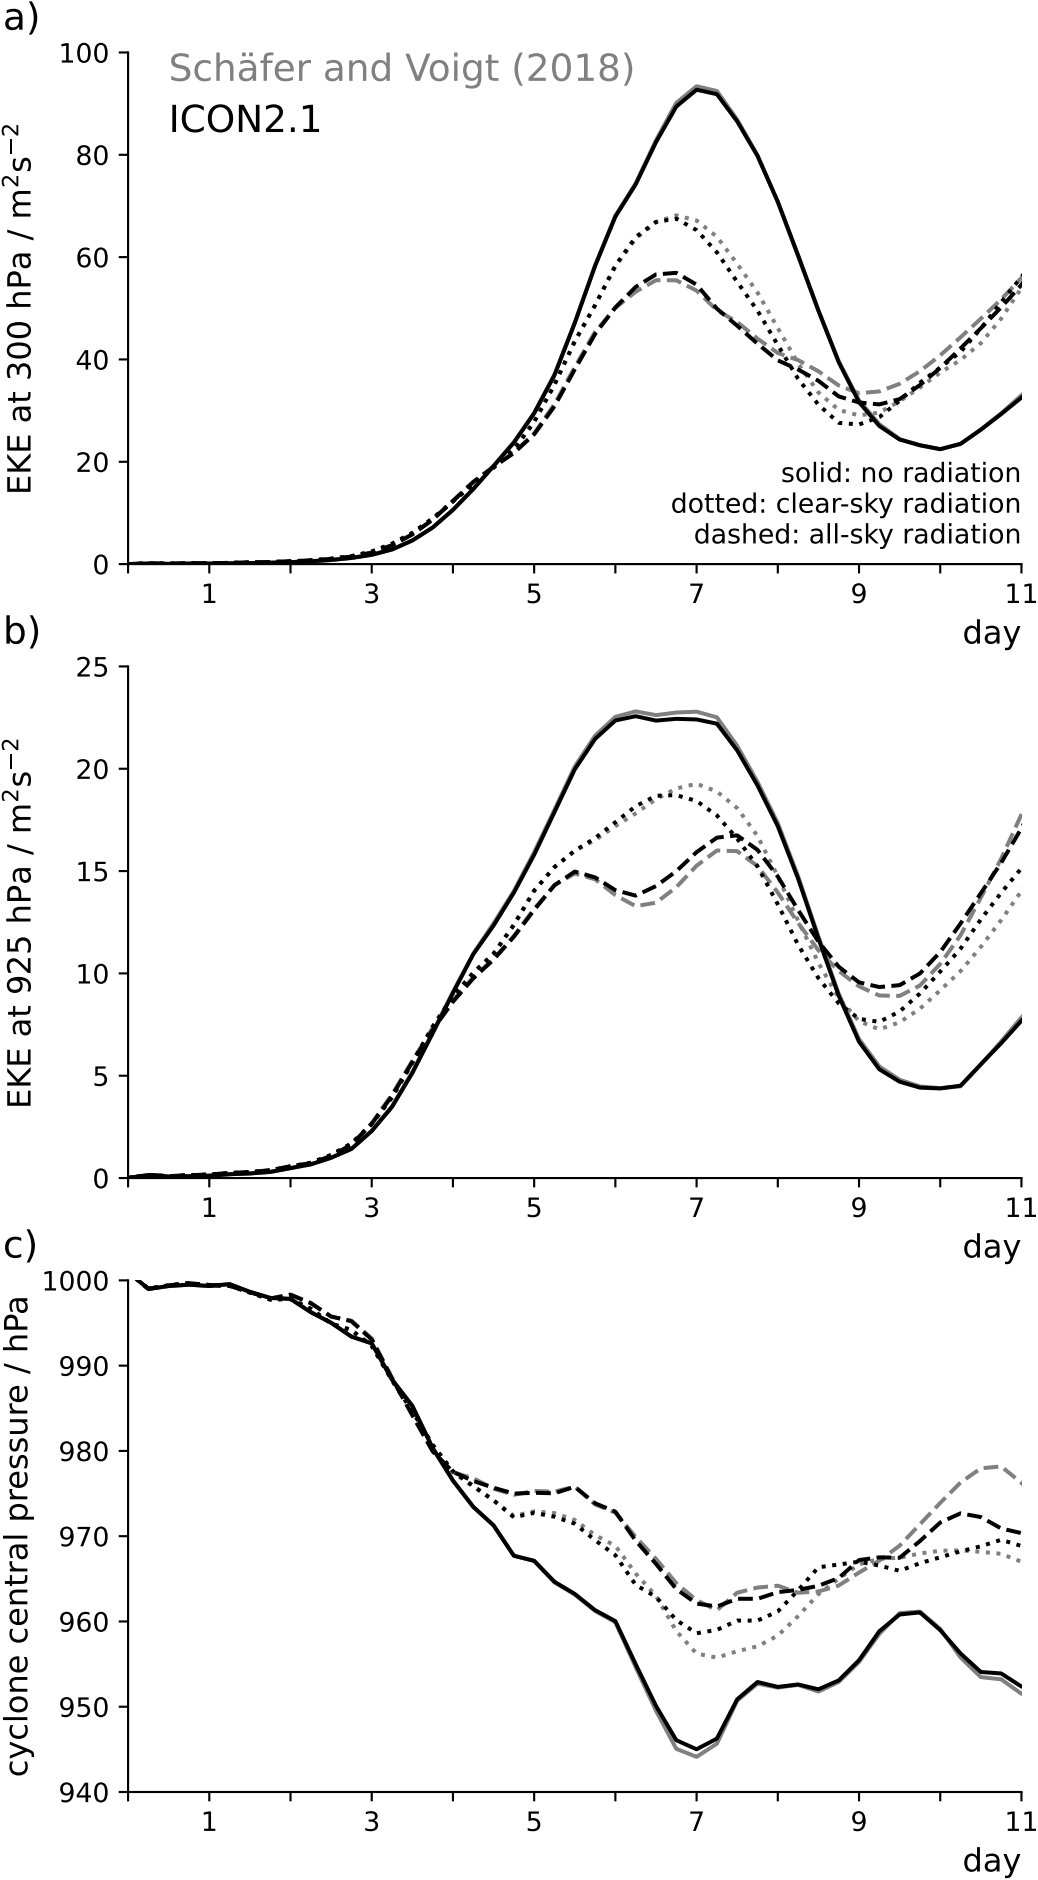 a)
EKE at 300 hPa / m²s⁻²
100
80
60
40
20
0
Schäfer and Voigt (2018)
ICON2.1
solid: no radiation
dotted: clear-sky radiation
dashed: all-sky radiation
1 3 5 7 9 11
day
b)
EKE at 925 hPa / m²s⁻²
25
20
15
10
5
0
1 3 5 7 9 11
day
c)
cyclone central pressure / hPa
1000
990
980
970
960
950
940
1 3 5 7 9 11
day